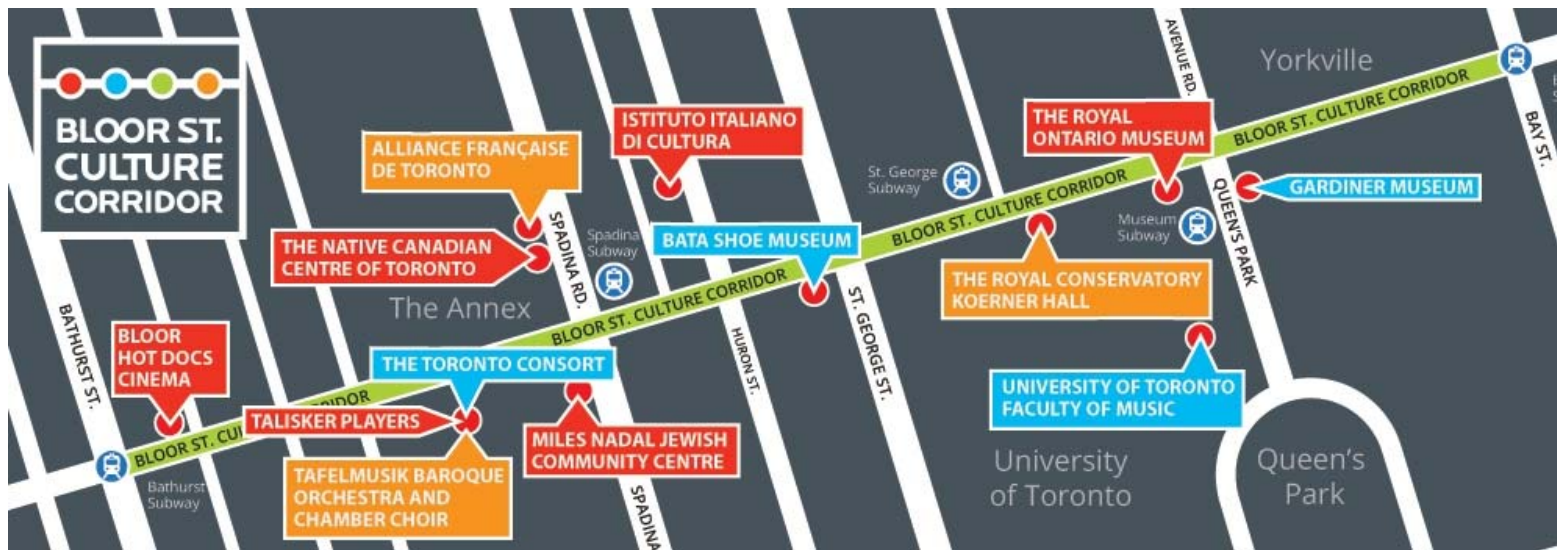 BLOOR ST.
CULTURE
CORRIDOR
BATHURST ST.
BLOOR
HOT DOCS
CINEMA
Bathurst
Subway
BLOOR ST.
ALLIANCE FRANÇAISE
DE TORONTO
THE NATIVE CANADIAN
CENTRE OF TORONTO
The Annex
THE TORONTO CONSORT
TALISKER PLAYERS
TAFELMUSIK BAROQUE
ORCHESTRA AND
CHAMBER CHOIR
SPADINA RD.
Spadina
Subway
ISTITUTO ITALIANO
DI CULTURA
BLOOR ST. CULTURE CORRIDOR
MILES NADAL JEWISH
COMMUNITY CENTRE
SPADINA
BATA SHOE MUSEUM
HURON ST.
ST. GEORGE ST.
St. George
Subway
BLOOR ST. CULTURE CORRIDOR
THE ROYAL CONSERVATORY
KOERNER HALL
THE ROYAL
ONTARIO MUSEUM
Museum
Subway
AVENUE RD.
QUEEN'S PARK
GARDINER MUSEUM
Yorkville
BLOOR ST. CULTURE CORRIDOR
BAY ST.
UNIVERSITY OF TORONTO
FACULTY OF MUSIC
University
of Toronto
Queen's
Park